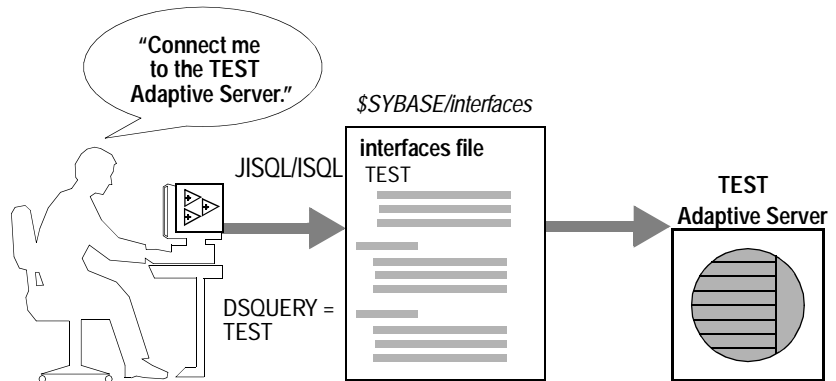 “Connect me
to the TEST
Adaptive Server.”
$SYBASE/interfaces
interfaces file
TEST
JISQL/ISQL
DSQUERY =
TEST
TEST
Adaptive Server